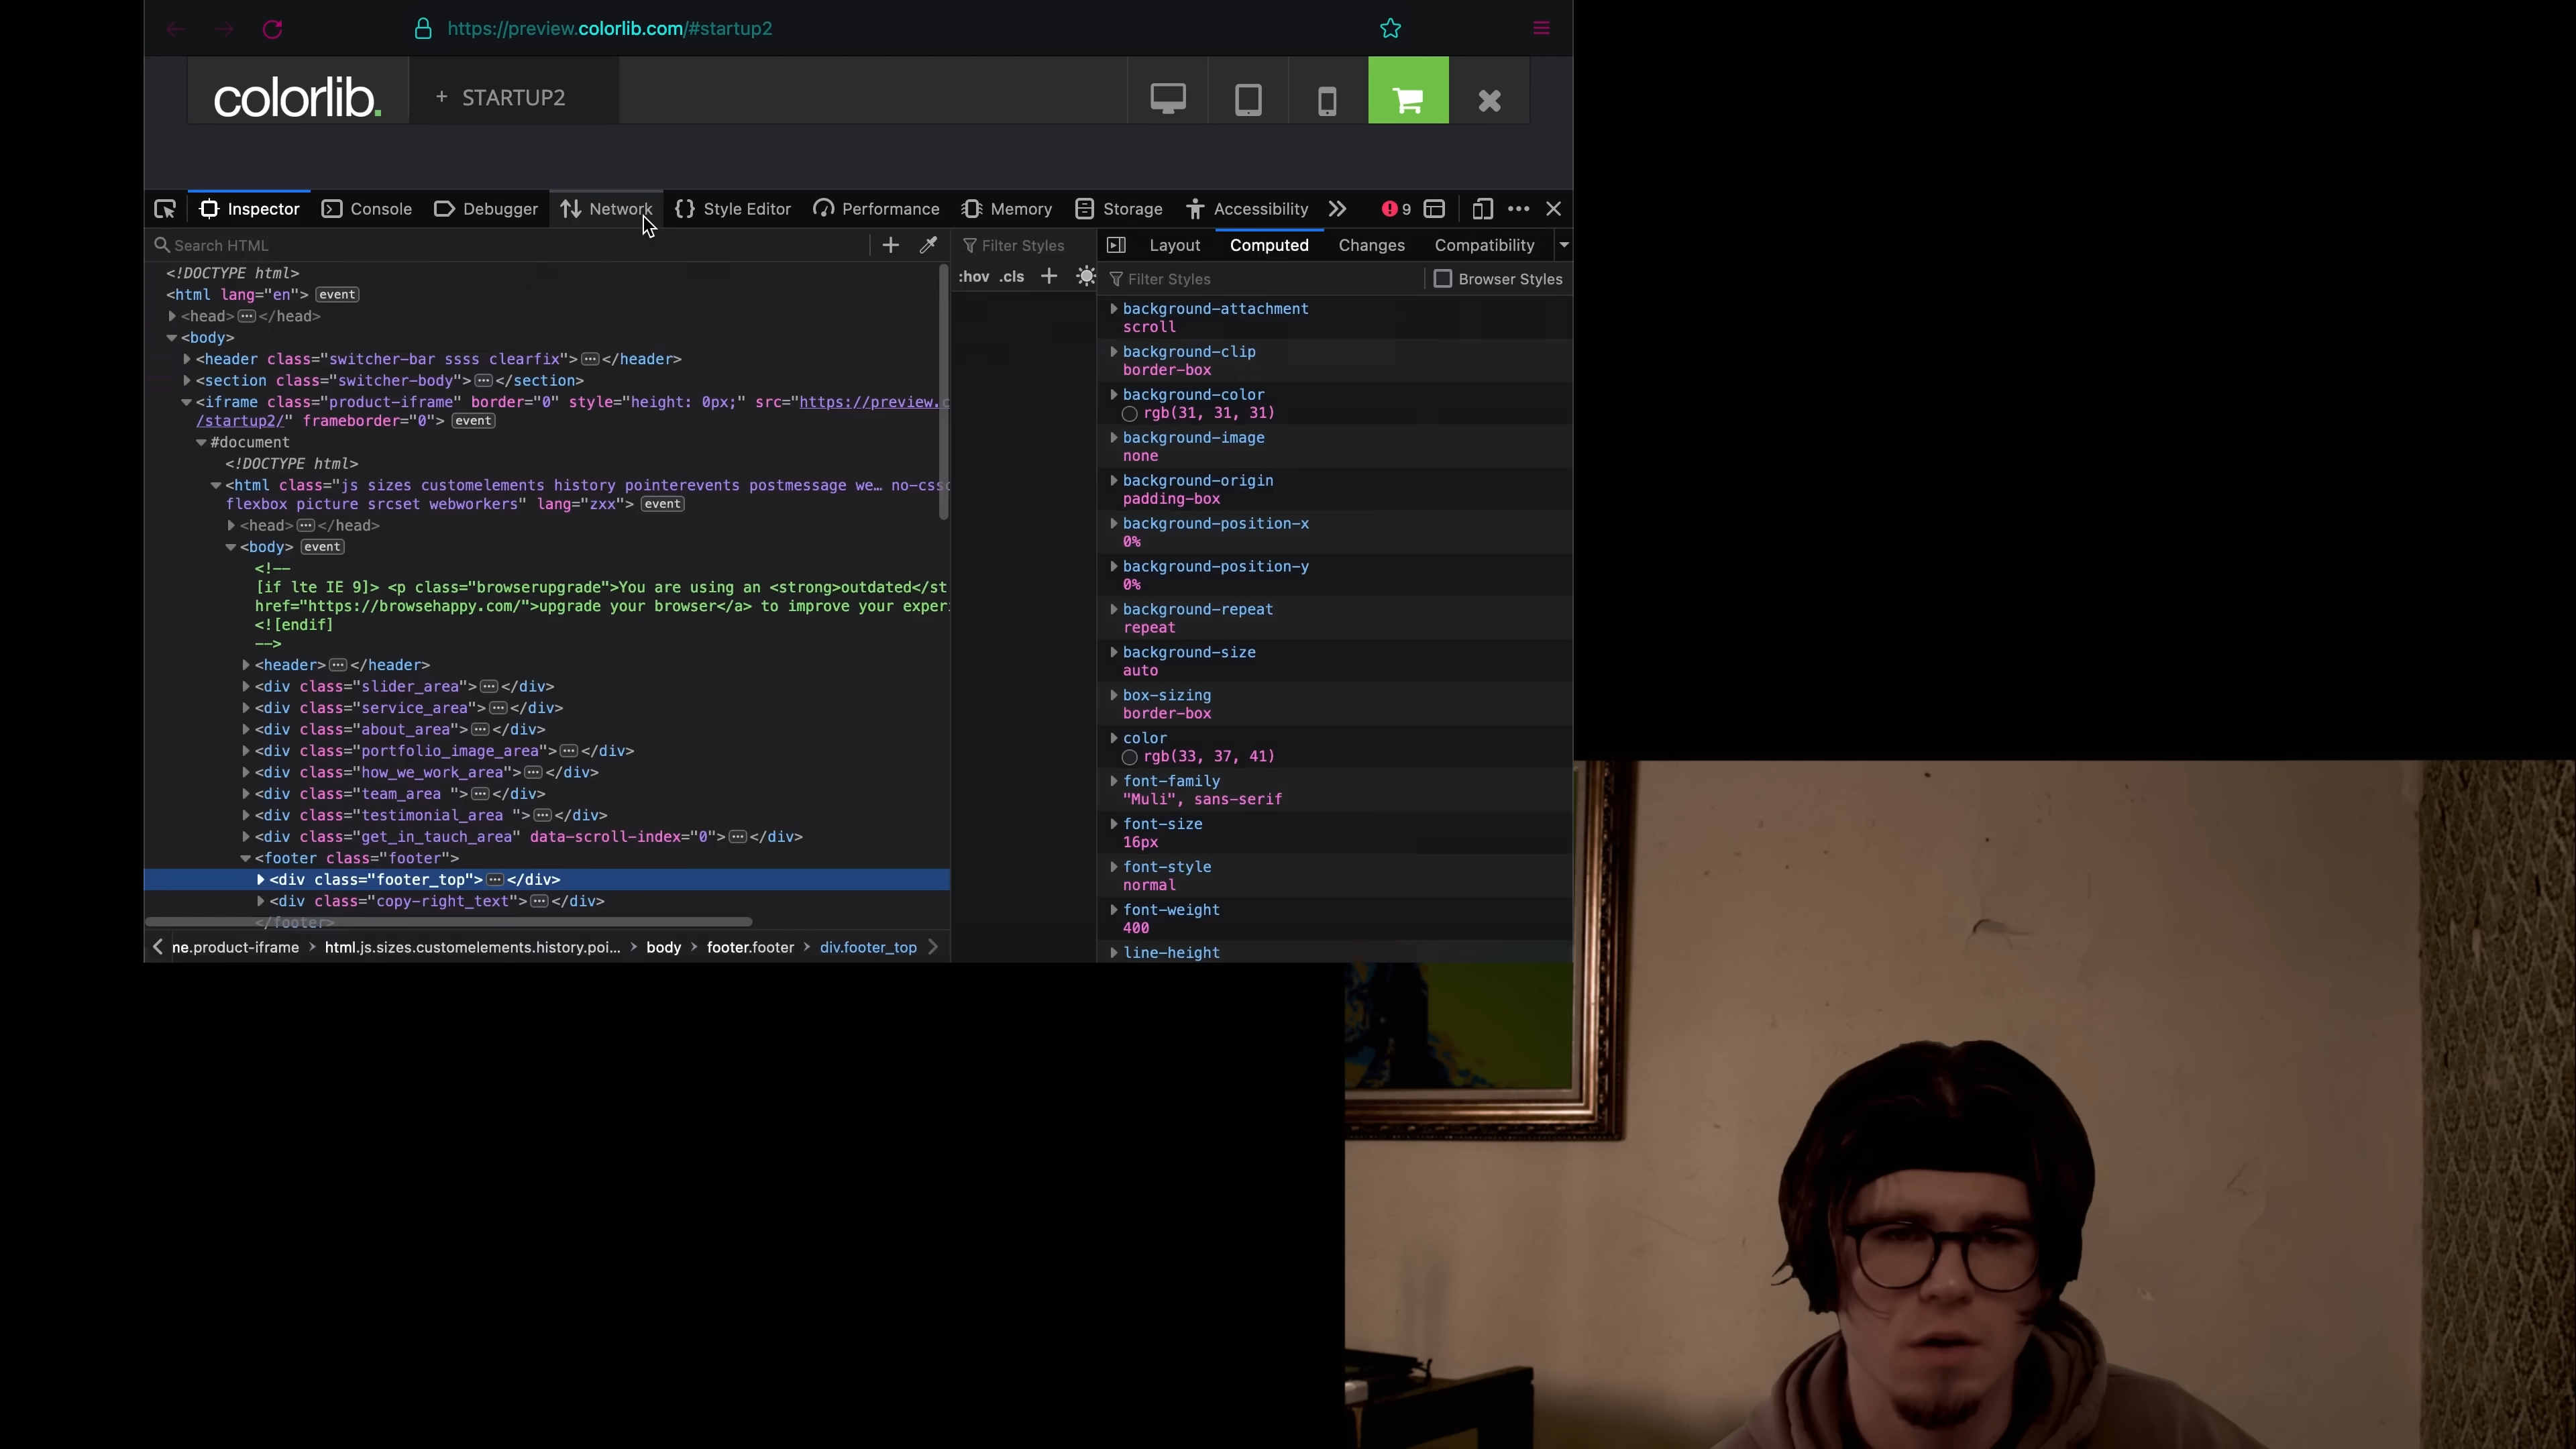 https://preview.colorlib.com/#startup2
colorlib.
+ STARTUP2
Inspector Console Debugger Network Style Editor Performance Memory Storage Accessibility 9
Search HTML
Filter Styles
Layout Computed Changes Compatibility
:hov .cls
Filter Styles
Browser Styles
<!DOCTYPE html>
<html lang="en"> event
<head> ... </head>
<body>
<header class="switcher-bar ssss clearfix"> ... </header>
<section class="switcher-body"> ... </section>
<iframe class="product-iframe" border="0" style="height: 0px;" src="https://preview.c
/startup2/" frameborder="0"> event
#document
<!DOCTYPE html>
<html class="js sizes customelements history pointerevents postmessage we… no-csso
flexbox picture srcset webworkers" lang="zxx"> event
<head> ... </head>
<body> event
<!--
[if lte IE 9]> <p class="browserupgrade">You are using an <strong>outdated</st
href="https://browsehappy.com/">upgrade your browser</a> to improve your experi
<![endif]
-->
<header> ... </header>
<div class="slider_area"> ... </div>
<div class="service_area"> ... </div>
<div class="about_area"> ... </div>
<div class="portfolio_image_area"> ... </div>
<div class="how_we_work_area"> ... </div>
<div class="team_area "> ... </div>
<div class="testimonial_area "> ... </div>
<div class="get_in_tauch_area" data-scroll-index="0"> ... </div>
<footer class="footer">
<div class="footer_top"> ... </div>
<div class="copy-right_text"> ... </div>
</footer>
ne.product-iframe > html.js.sizes.customelements.history.poi... > body > footer.footer > div.footer_top
background-attachment
scroll
background-clip
border-box
background-color
rgb(31, 31, 31)
background-image
none
background-origin
padding-box
background-position-x
0%
background-position-y
0%
background-repeat
repeat
background-size
auto
box-sizing
border-box
color
rgb(33, 37, 41)
font-family
"Muli", sans-serif
font-size
16px
font-style
normal
font-weight
400
line-height